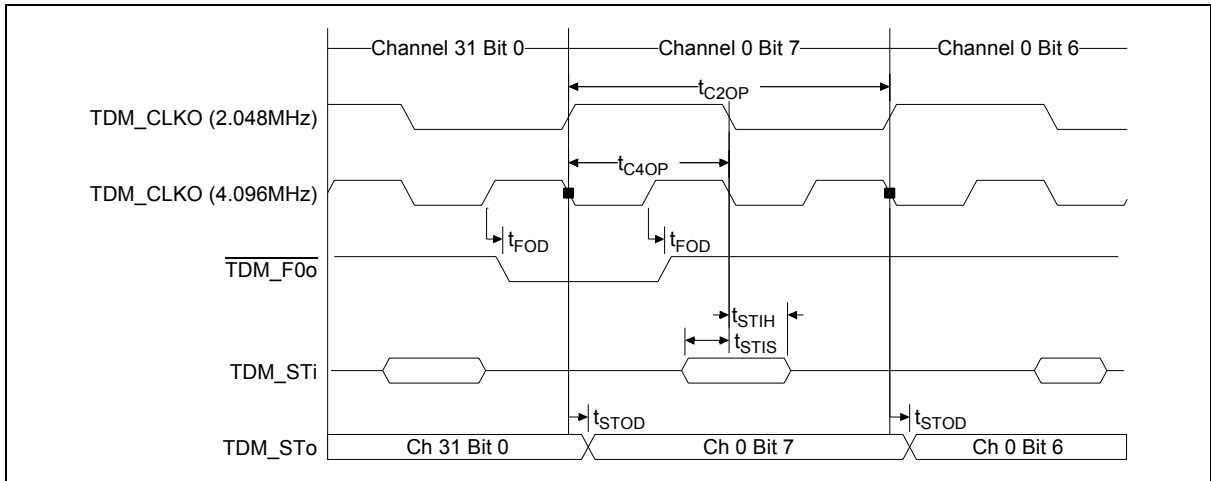 Channel 31 Bit 0
Channel 0 Bit 7
Channel 0 Bit 6
tC2OP
TDM_CLKO (2.048MHz)
tC4OP
TDM_CLKO (4.096MHz)
tFOD
tFOD
TDM_F0o
tSTIH
tSTIS
TDM_STi
tSTOD
tSTOD
TDM_STo
Ch 31 Bit 0
Ch 0 Bit 7
Ch 0 Bit 6